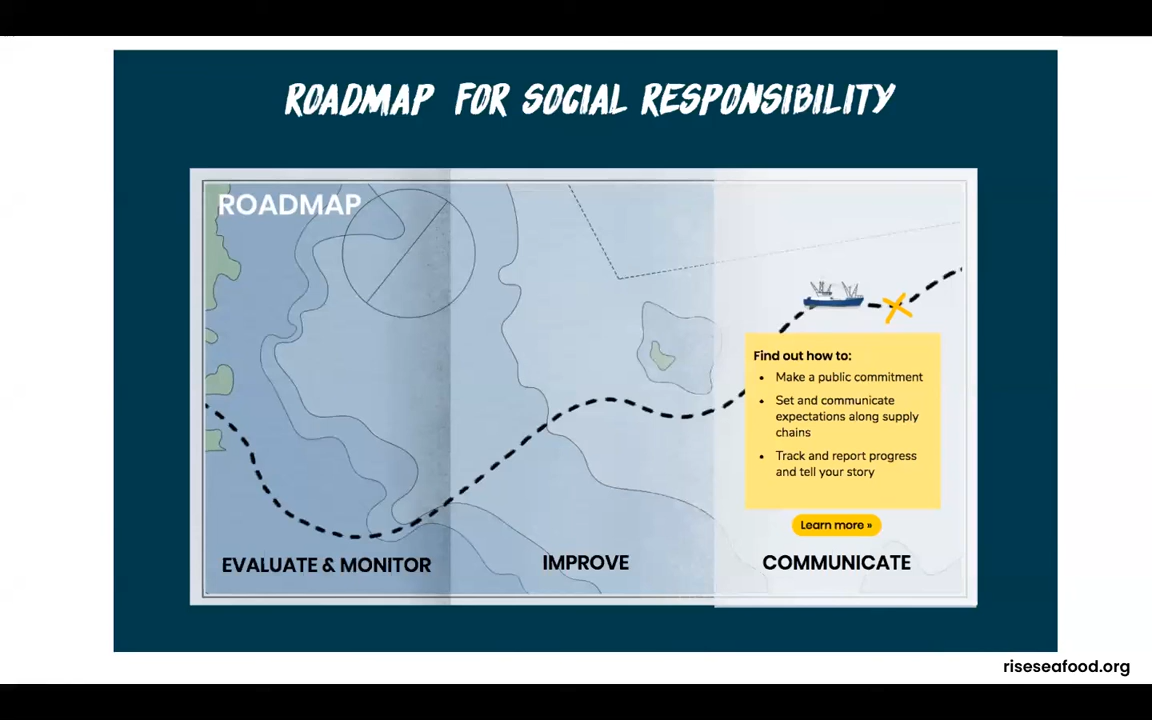 ROADMAP FOR SOCIAL RESPONSIBILITY
ROADMAP
Find out how to:
• Make a public commitment
• Set and communicate
expectations along supply
chains
• Track and report progress
and tell your story
Learn more »
EVALUATE & MONITOR
IMPROVE
COMMUNICATE
riseseafood.org